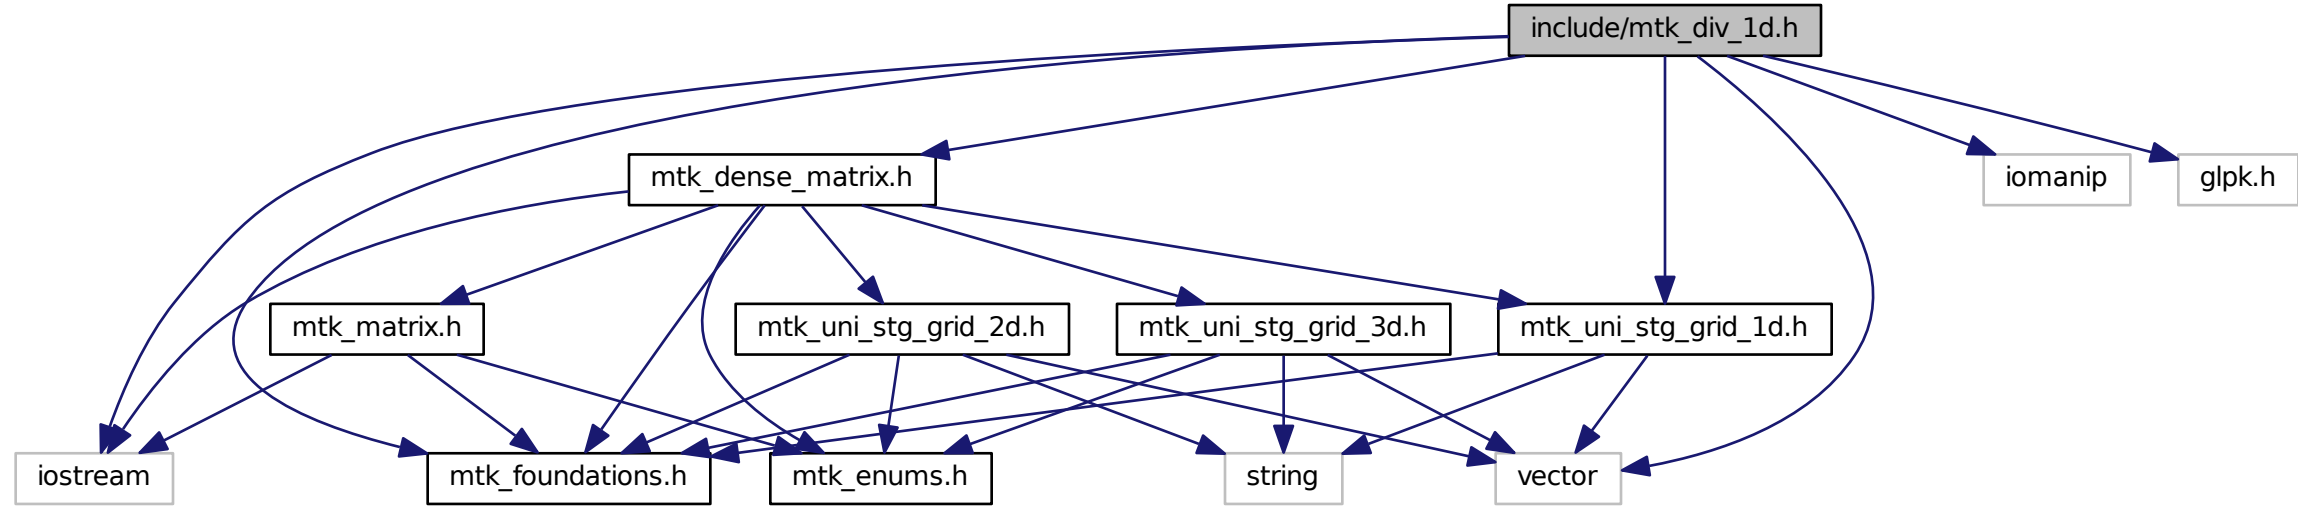 include/mtk_div_1d.h
mtk_dense_matrix.h
iomanip
glpk.h
mtk_matrix.h
mtk_uni_stg_grid_2d.h
mtk_uni_stg_grid_3d.h
mtk_uni_stg_grid_1d.h
iostream
mtk_foundations.h
mtk_enums.h
string
vector